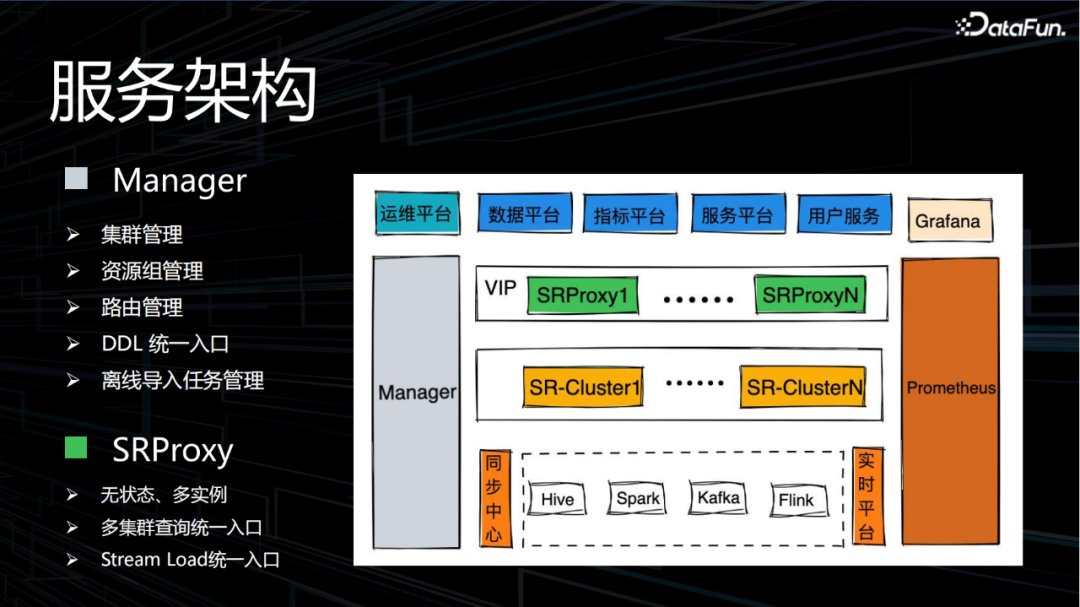 DataFun.
服务架构
Manager
集群管理
资源组管理
路由管理
DDL 统一入口
离线导入任务管理
SRProxy
无状态、多实例
多集群查询统一入口
Stream Load统一入口
运维平台
数据平台
指标平台
服务平台
用户服务
Grafana
Manager
VIP
SRProxy1
......
SRProxyN
SR-Cluster1
......
SR-ClusterN
Prometheus
同步中心
Hive
Spark
Kafka
Flink
实时平台